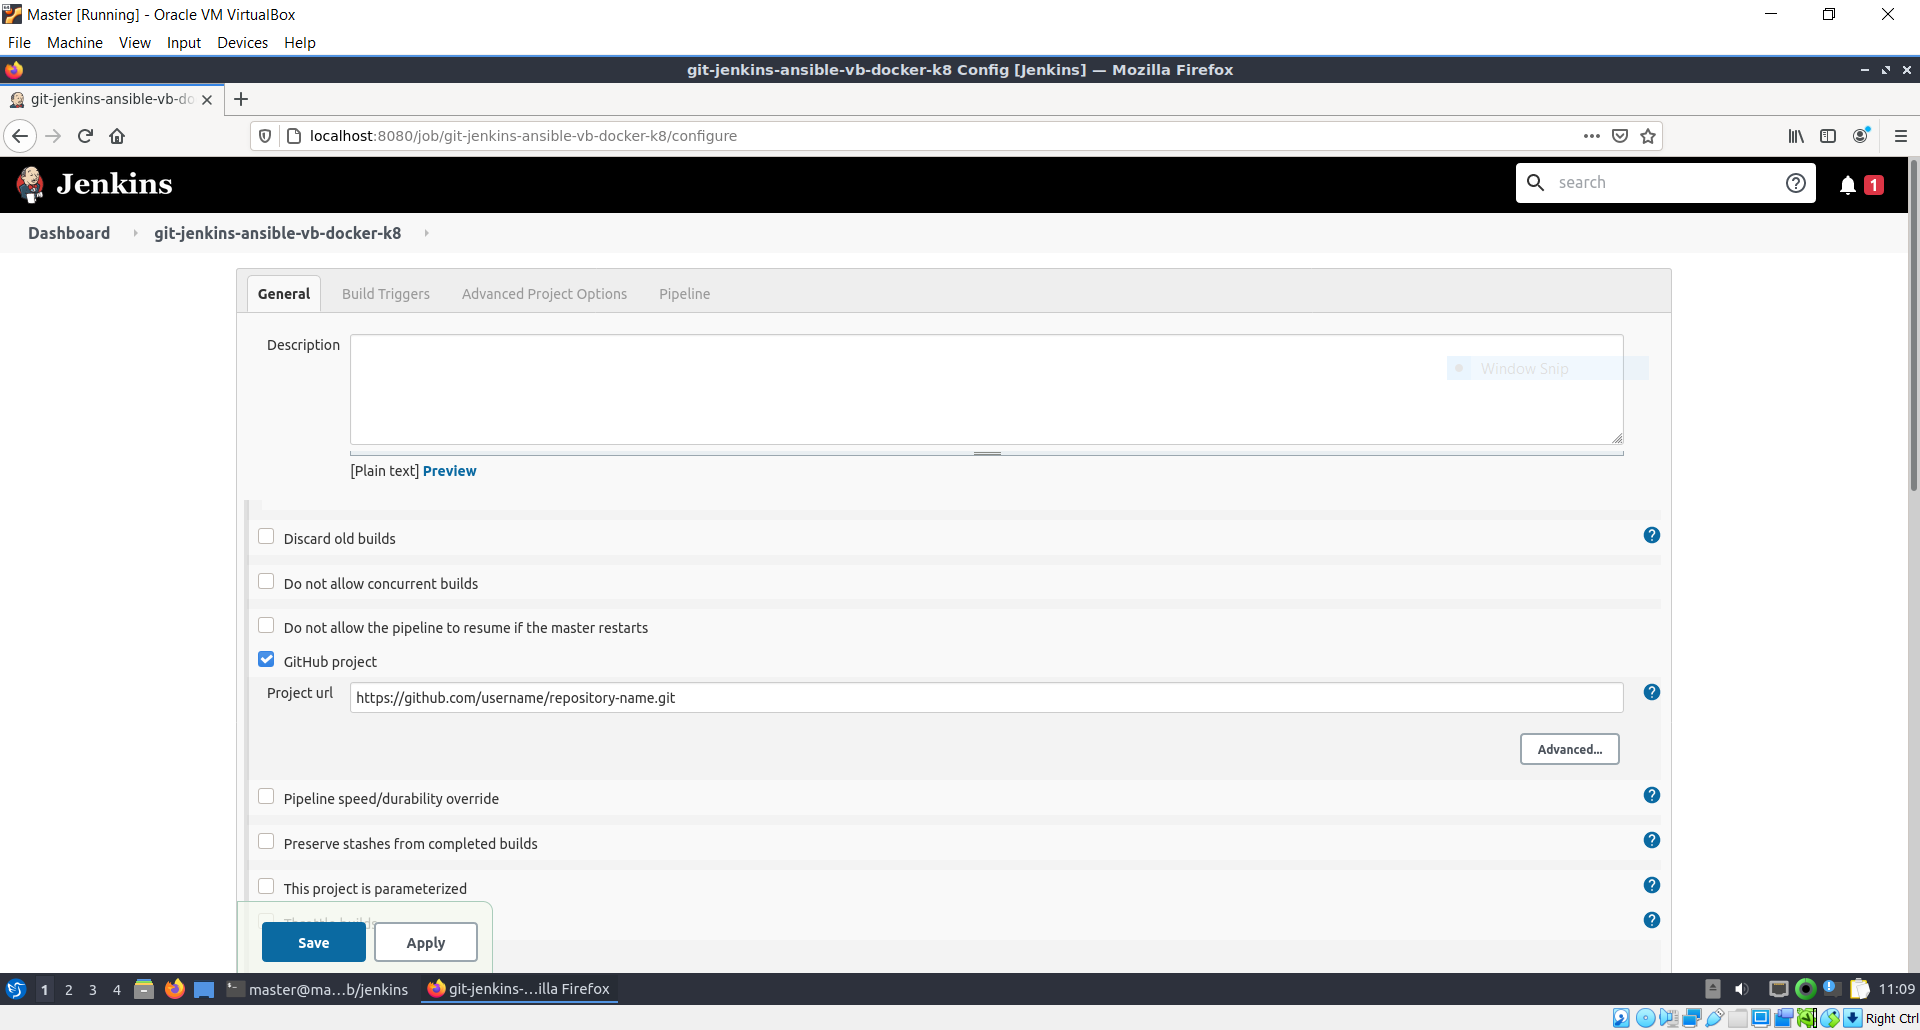 Master [Running] - Oracle VM VirtualBox
File Machine View Input Devices Help
git-jenkins-ansible-vb-docker-k8 Config [Jenkins] — Mozilla Firefox
git-jenkins-ansible-vb-do
localhost:8080/job/git-jenkins-ansible-vb-docker-k8/configure
Jenkins
search
1
Dashboard git-jenkins-ansible-vb-docker-k8
General Build Triggers Advanced Project Options Pipeline
Description
Window Snip
[Plain text] Preview
Discard old builds
Do not allow concurrent builds
Do not allow the pipeline to resume if the master restarts
GitHub project
Project url https://github.com/username/repository-name.git
Advanced...
Pipeline speed/durability override
Preserve stashes from completed builds
This project is parameterized
Throttle builds
Save Apply
1 2 3 4 master@ma...b/jenkins git-jenkins-...illa Firefox 11:09
Right Ctrl